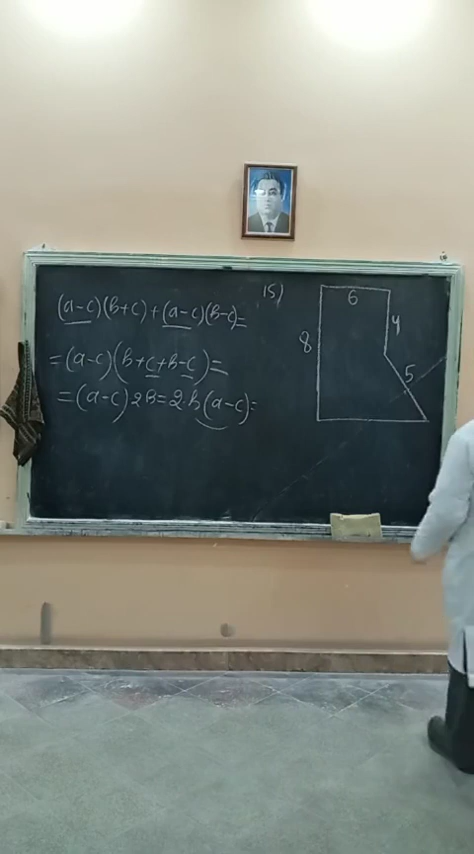 (a-c)(b+c)+(a-c)(b-c)=
=(a-c)(b+c+b-c)=
=(a-c)2b=2·b(a-c)=
15)
6
4
8
5